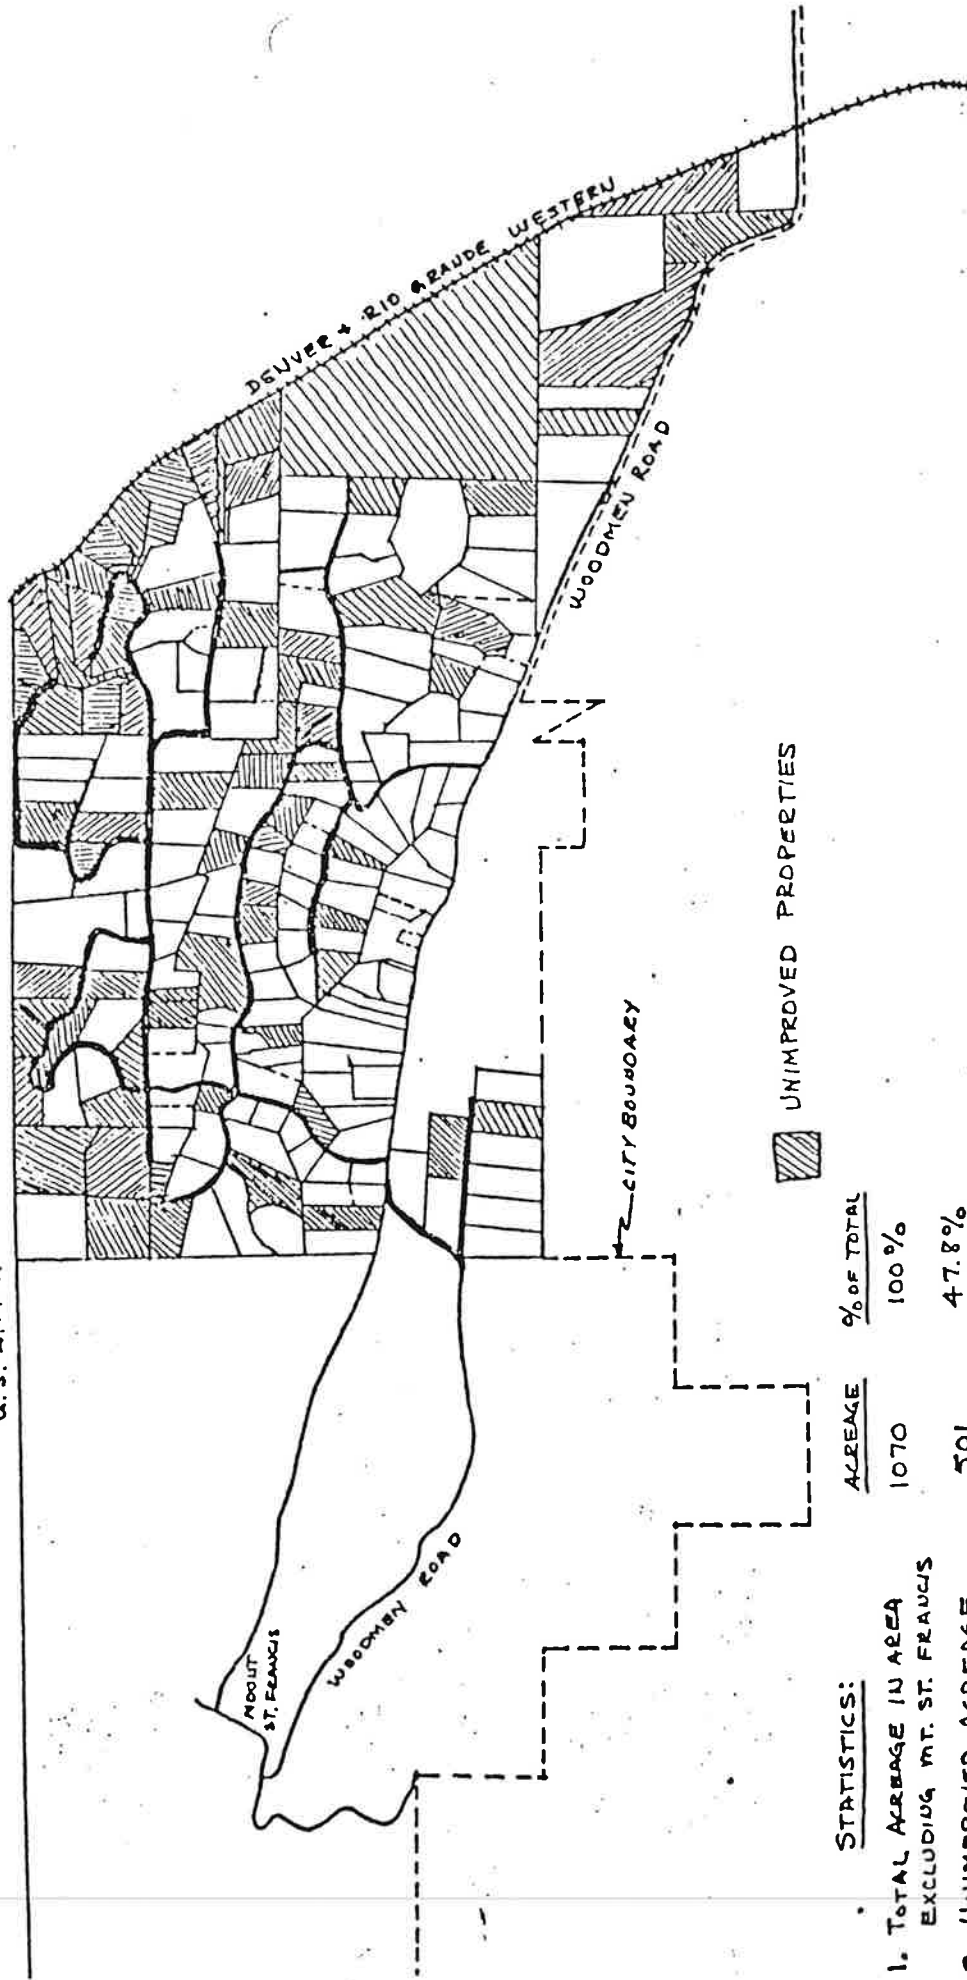 DENVER + RIO GRANDE WESTERN
WOODMEN ROAD
CITY BOUNDARY
MOUNT
ST. FRANCIS
WOODMEN ROAD
UNIMPROVED PROPERTIES
STATISTICS:
ACREAGE % OF TOTAL
1. TOTAL ACREAGE IN AREA
EXCLUDING MT. ST. FRANCIS 1070 100%
47.8%